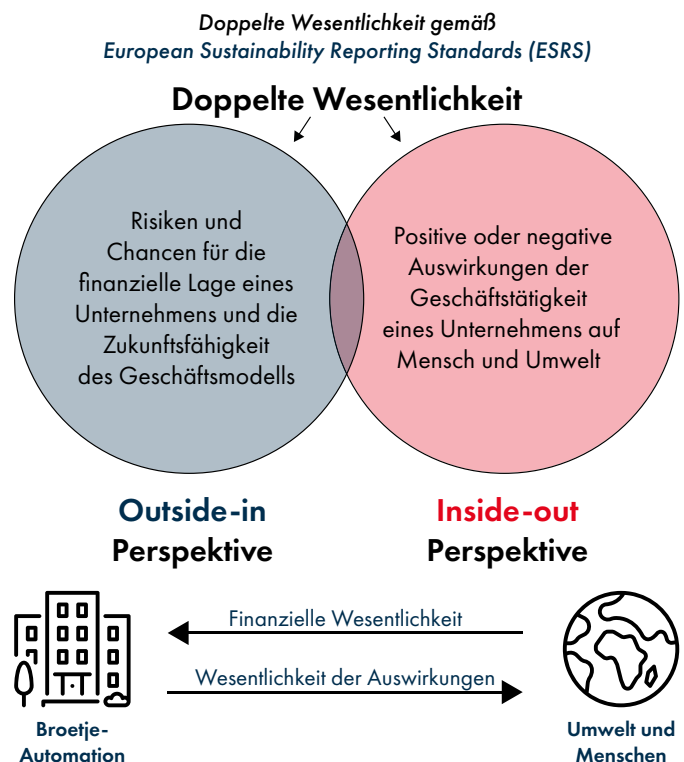 Doppelte Wesentlichkeit gemäß
European Sustainability Reporting Standards (ESRS)
Doppelte Wesentlichkeit
Risiken und
Chancen für die
finanzielle Lage eines
Unternehmens und die
Zukunftsfähigkeit
des Geschäftsmodells
Positive oder negative
Auswirkungen der
Geschäftstätigkeit
eines Unternehmens auf
Mensch und Umwelt
Outside-in
Perspektive
Inside-out
Perspektive
Finanzielle Wesentlichkeit
Wesentlichkeit der Auswirkungen
Broetje-
Automation
Umwelt und
Menschen